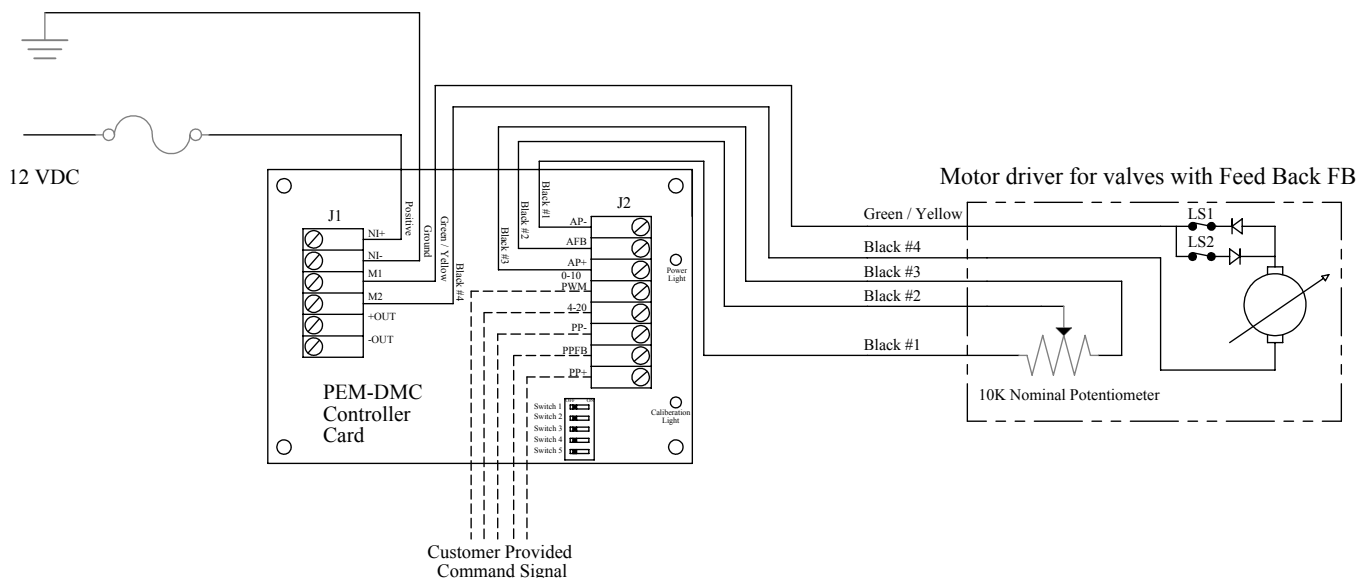 12 VDC
Motor driver for valves with Feed Back FB
J1
NI+
NI-
M1
M2
+OUT
-OUT
Positive
Ground
Green / Yellow
Black #4
Black #3
Black #2
Black #1
J2
AP-
AFB
AP+
0-10
PWM
4-20
PP-
PPFB
PP+
Power
Light
Caliberation
Light
PEM-DMC
Controller
Card
OFF ON
Switch 1
Switch 2
Switch 3
Switch 4
Switch 5
Customer Provided
Command Signal
Green / Yellow
Black #4
Black #3
Black #2
Black #1
LS1
LS2
10K Nominal Potentiometer